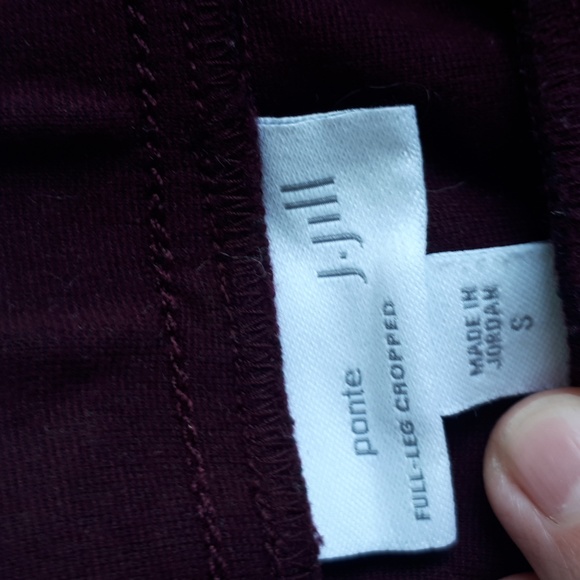 J.Jill
ponte
FULL-LEG CROPPED
MADE IN
JORDAN
S